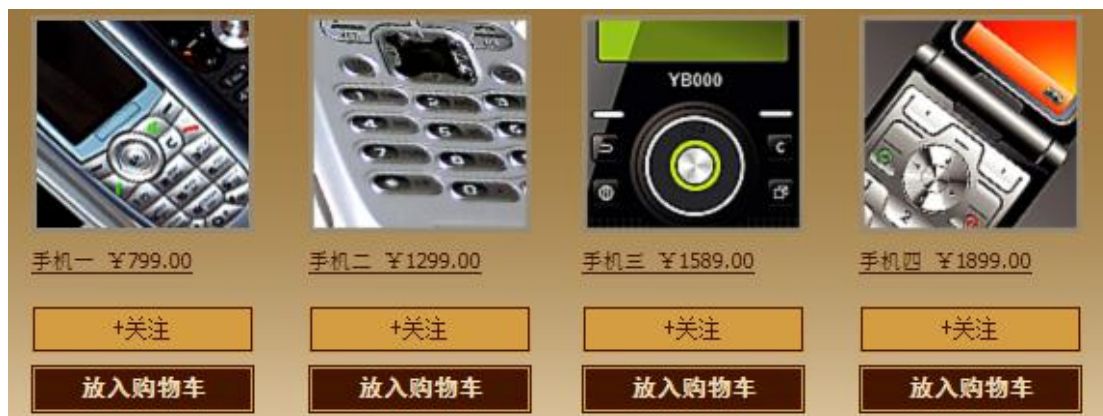 YB000
手机一 ￥799.00
手机二 ￥1299.00
手机三 ￥1589.00
手机四 ￥1899.00
+关注
+关注
+关注
+关注
放入购物车
放入购物车
放入购物车
放入购物车